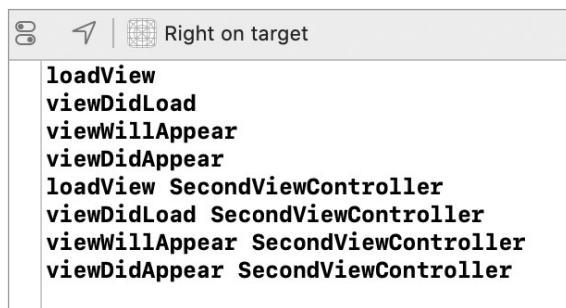 Right on target
loadView
viewDidLoad
viewWillAppear
viewDidAppear
loadView SecondViewController
viewDidLoad SecondViewController
viewWillAppear SecondViewController
viewDidAppear SecondViewController